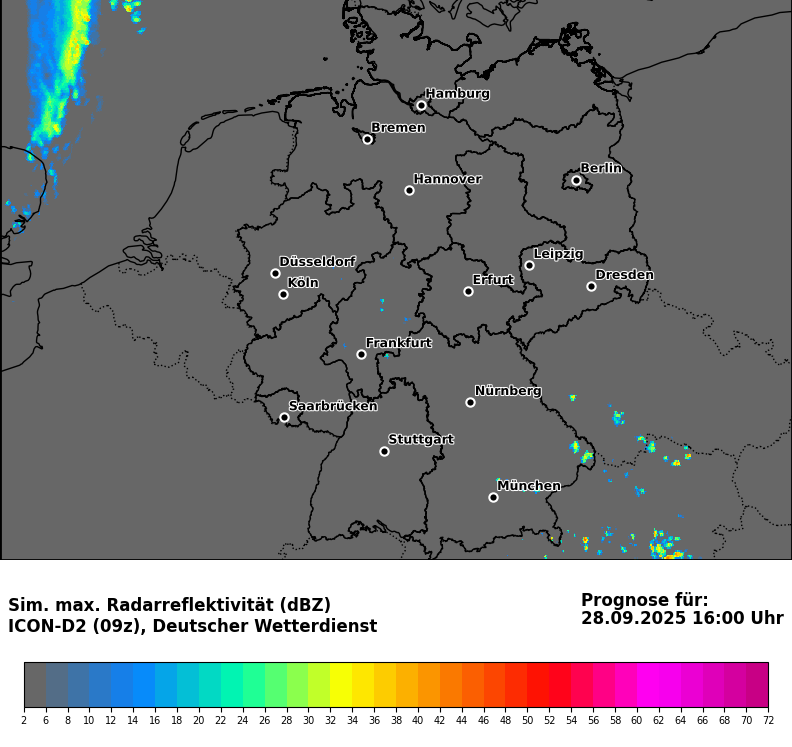 Hamburg
Bremen
Berlin
Hannover
Leipzig
Düsseldorf
Dresden
Köln
Erfurt
Frankfurt
Nürnberg
Saarbrücken
Stuttgart
München
Sim. max. Radarreflektivität (dBZ)
ICON-D2 (09z), Deutscher Wetterdienst
Prognose für:
28.09.2025 16:00 Uhr
2 6 8 10 12 14 16 18 20 22 24 26 28 30 32 34 36 38 40 42 44 46 48 50 52 54 56 58 60 62 64 66 68 70 72